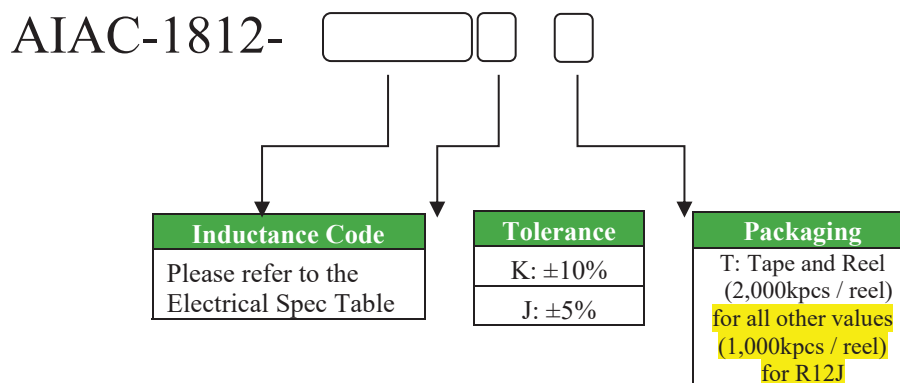 AIAC-1812-
Inductance Code
Please refer to the
Electrical Spec Table
Tolerance
K: ±10%
J: ±5%
Packaging
T: Tape and Reel
(2,000kpcs / reel)
for all other values
(1,000kpcs / reel)
for R12J